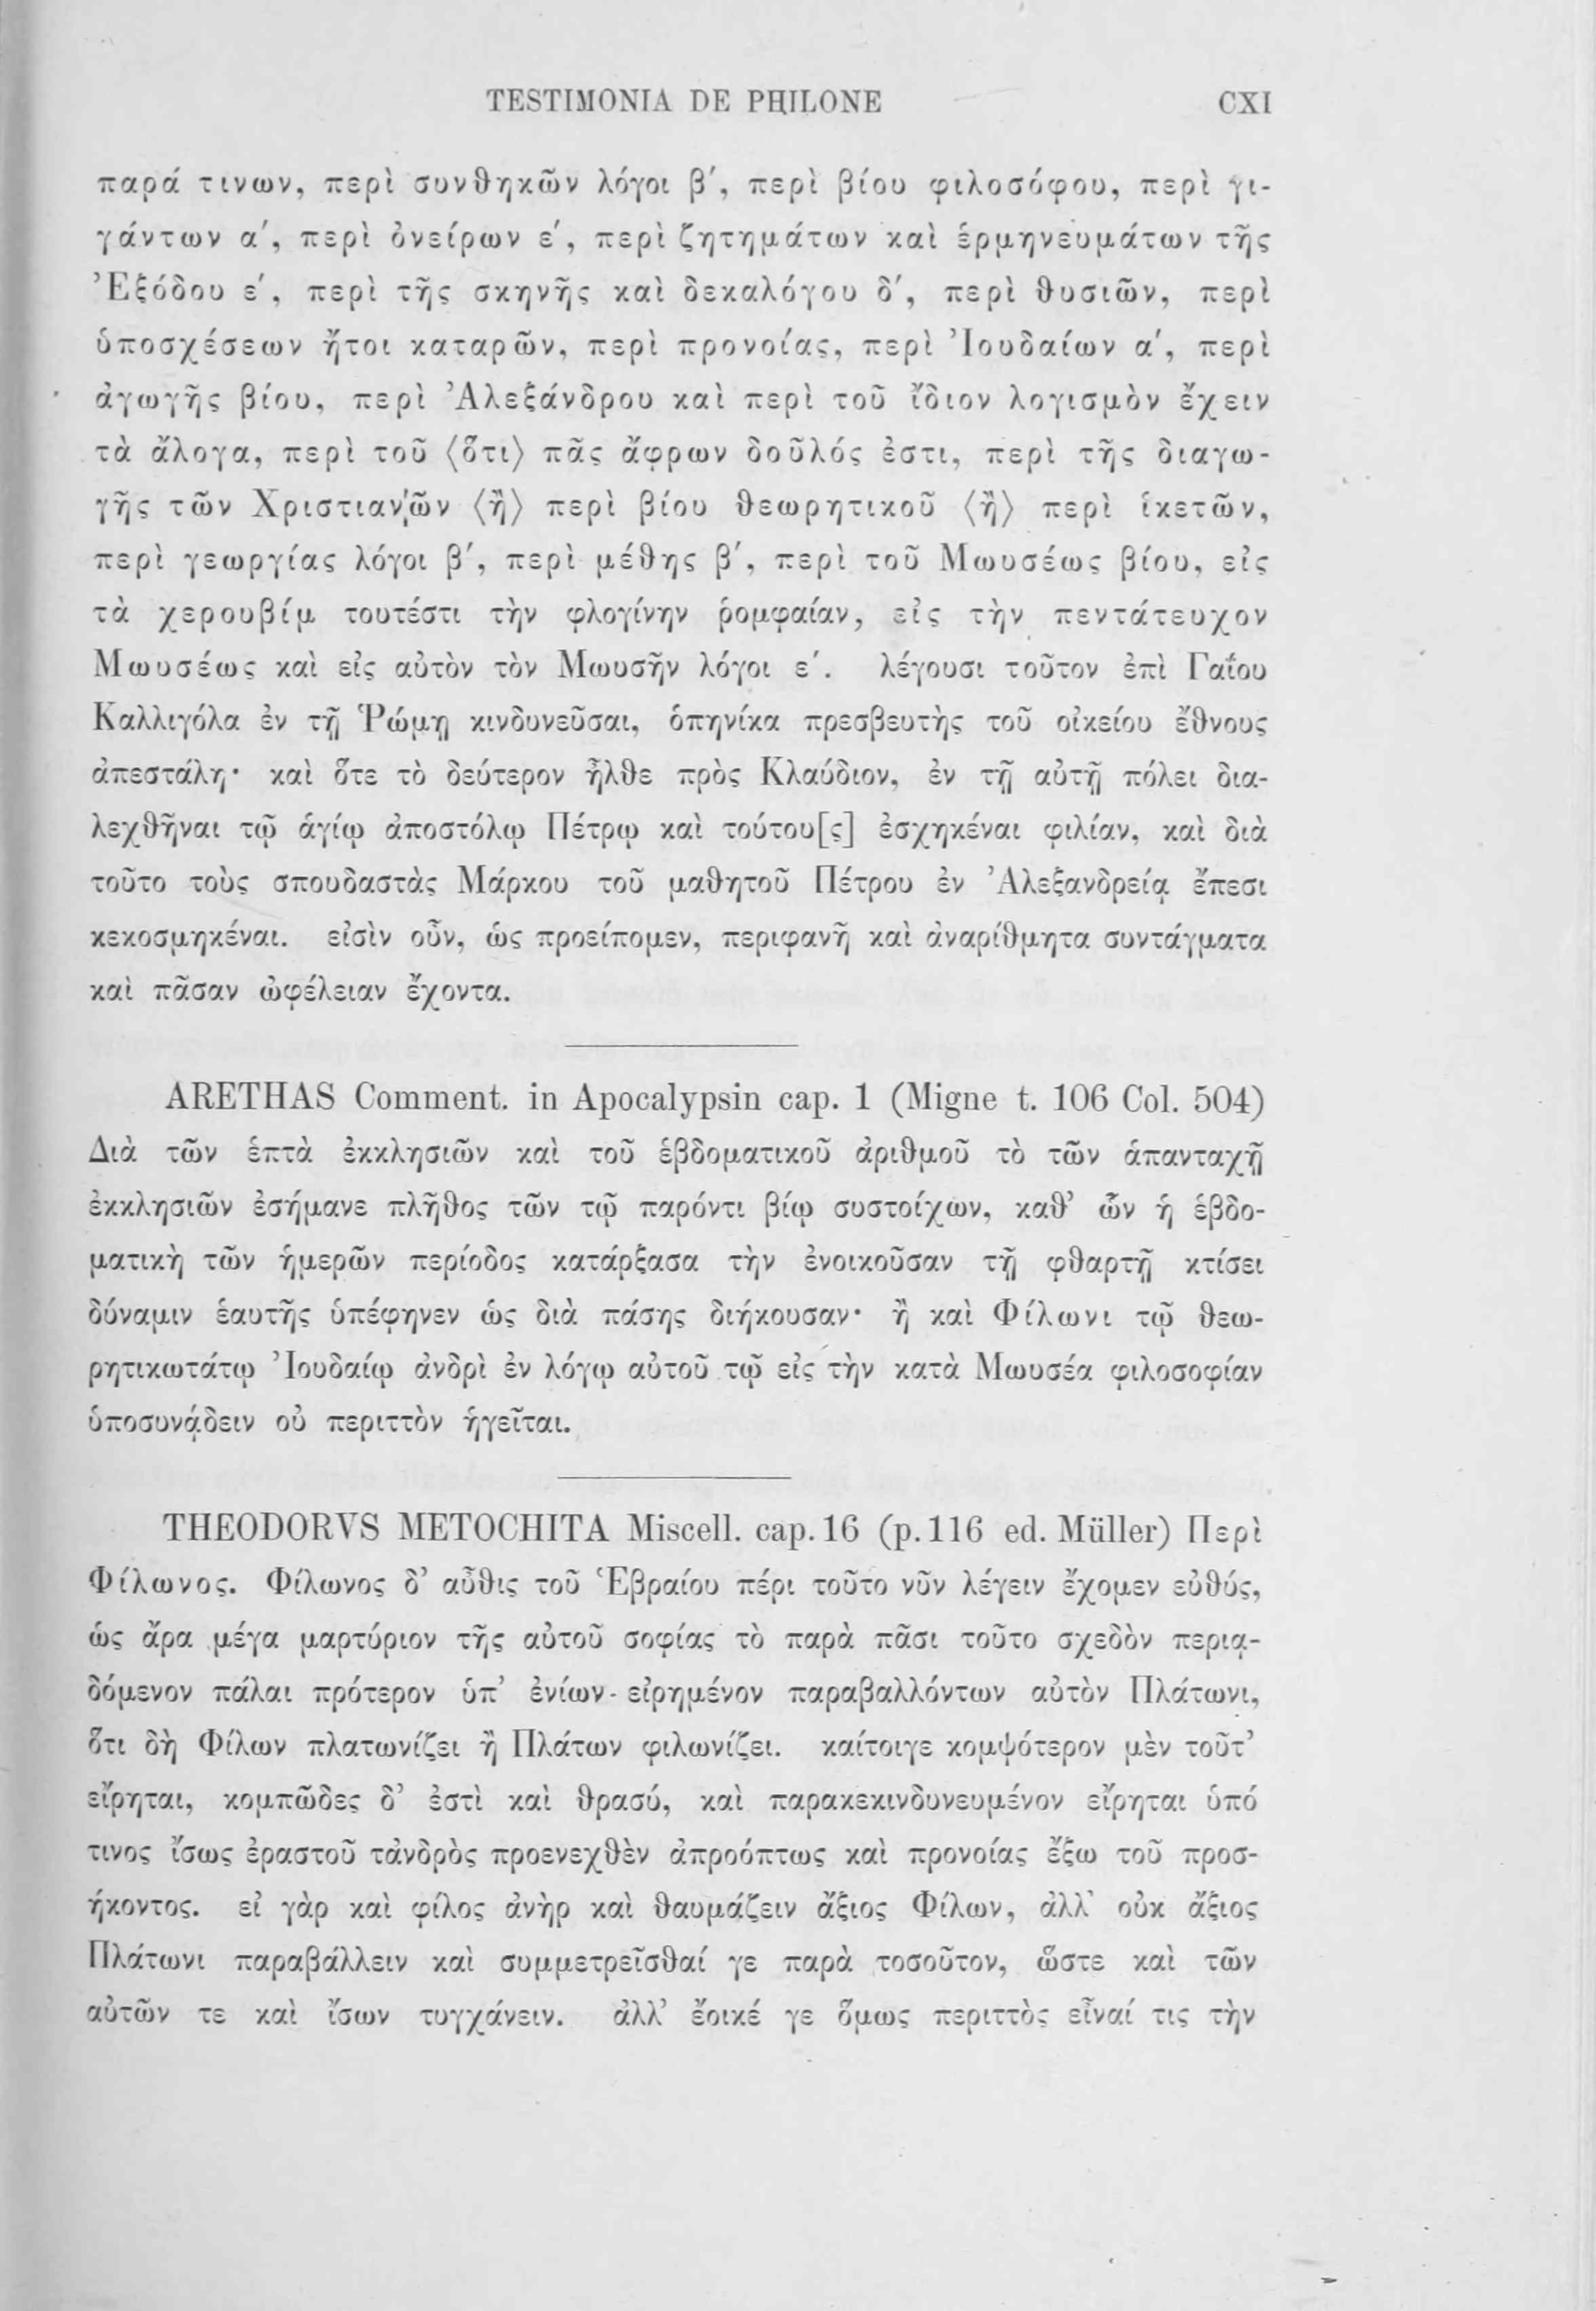 TESTIMONIA DE PHILONE CXI
παρά τινων, περὶ συνθηκῶν λόγοι β′, περὶ βίου φιλοσόφου, περὶ γι-
γάντων α′, περὶ ὀνείρων ε′, περὶ ζητημάτων καὶ ἑρμηνευμάτων τῆς
Ἐξόδου ε′, περὶ τῆς σκηνῆς καὶ δεκαλόγου δ′, περὶ θυσιῶν, περὶ
ὑποσχέσεων ἤτοι καταρῶν, περὶ προνοίας, περὶ Ἰουδαίων α′, περὶ
ἀγωγῆς βίου, περὶ Ἀλεξάνδρου καὶ περὶ τοῦ ἴδιον λογισμὸν ἔχειν
τὰ ἄλογα, περὶ τοῦ ⟨ὅτι⟩ πᾶς ἄφρων δοῦλός ἐστι, περὶ τῆς διαγω-
γῆς τῶν Χριστιανῶν ⟨ἢ⟩ περὶ βίου θεωρητικοῦ ⟨ἢ⟩ περὶ ἱκετῶν,
περὶ γεωργίας λόγοι β′, περὶ μέθης β′, περὶ τοῦ Μωυσέως βίου, εἰς
τὰ χερουβίμ τουτέστι τὴν φλογίνην ῥομφαίαν, εἰς τὴν πεντάτευχον
Μωυσέως καὶ εἰς αὐτὸν τὸν Μωυσῆν λόγοι ε′. λέγουσι τοῦτον ἐπὶ Γαΐου
Καλλιγόλα ἐν τῇ Ῥώμῃ κινδυνεῦσαι, ὁπηνίκα πρεσβευτὴς τοῦ οἰκείου ἔθνους
ἀπεστάλη· καὶ ὅτε τὸ δεύτερον ἦλθε πρὸς Κλαύδιον, ἐν τῇ αὐτῇ πόλει δια-
λεχθῆναι τῷ ἁγίῳ ἀποστόλῳ Πέτρῳ καὶ τούτου[ς] ἐσχηκέναι φιλίαν, καὶ διὰ
τοῦτο τοὺς σπουδαστὰς Μάρκου τοῦ μαθητοῦ Πέτρου ἐν Ἀλεξανδρείᾳ ἔπεσι
κεκοσμηκέναι. εἰσὶν οὖν, ὡς προείπομεν, περιφανῆ καὶ ἀναρίθμητα συντάγματα
καὶ πᾶσαν ὠφέλειαν ἔχοντα.
ARETHAS Comment. in Apocalypsin cap. 1 (Migne t. 106 Col. 504)
Διὰ τῶν ἑπτὰ ἐκκλησιῶν καὶ τοῦ ἑβδοματικοῦ ἀριθμοῦ τὸ τῶν ἁπανταχῇ
ἐκκλησιῶν ἐσήμανε πλῆθος τῶν τῷ παρόντι βίῳ συστοίχων, καθ’ ὧν ἡ ἑβδο-
ματικὴ τῶν ἡμερῶν περίοδος κατάρξασα τὴν ἐνοικοῦσαν τῇ φθαρτῇ κτίσει
δύναμιν ἑαυτῆς ὑπέφηνεν ὡς διὰ πάσης διήκουσαν· ἢ καὶ Φίλωνι τῷ θεω-
ρητικωτάτῳ Ἰουδαίῳ ἀνδρὶ ἐν λόγῳ αὐτοῦ τῷ εἰς τὴν κατὰ Μωυσέα φιλοσοφίαν
ὑποσυνᾴδειν οὐ περιττὸν ἡγεῖται.
THEODORVS METOCHITA Miscell. cap. 16 (p. 116 ed. Müller) Περὶ
Φίλωνος. Φίλωνος δ’ αὖθις τοῦ Ἑβραίου πέρι τοῦτο νῦν λέγειν ἔχομεν εὐθύς,
ὡς ἄρα μέγα μαρτύριον τῆς αὐτοῦ σοφίας τὸ παρὰ πᾶσι τοῦτο σχεδὸν περιᾳ-
δόμενον πάλαι πρότερον ὑπ’ ἐνίων εἰρημένον παραβαλλόντων αὐτὸν Πλάτωνι,
ὅτι δὴ Φίλων πλατωνίζει ἢ Πλάτων φιλωνίζει. καίτοιγε κομψότερον μὲν τοῦτ’
εἴρηται, κομπῶδες δ’ ἐστὶ καὶ θρασύ, καὶ παρακεκινδυνευμένον εἴρηται ὑπό
τινος ἴσως ἐραστοῦ τἀνδρὸς προενεχθὲν ἀπροόπτως καὶ προνοίας ἔξω τοῦ προσ-
ήκοντος. εἰ γὰρ καὶ φίλος ἀνὴρ καὶ θαυμάζειν ἄξιος Φίλων, ἀλλ’ οὐκ ἄξιος
Πλάτωνι παραβάλλειν καὶ συμμετρεῖσθαί γε παρὰ τοσοῦτον, ὥστε καὶ τῶν
αὐτῶν τε καὶ ἴσων τυγχάνειν. ἀλλ’ ἔοικέ γε ὅμως περιττὸς εἶναί τις τὴν